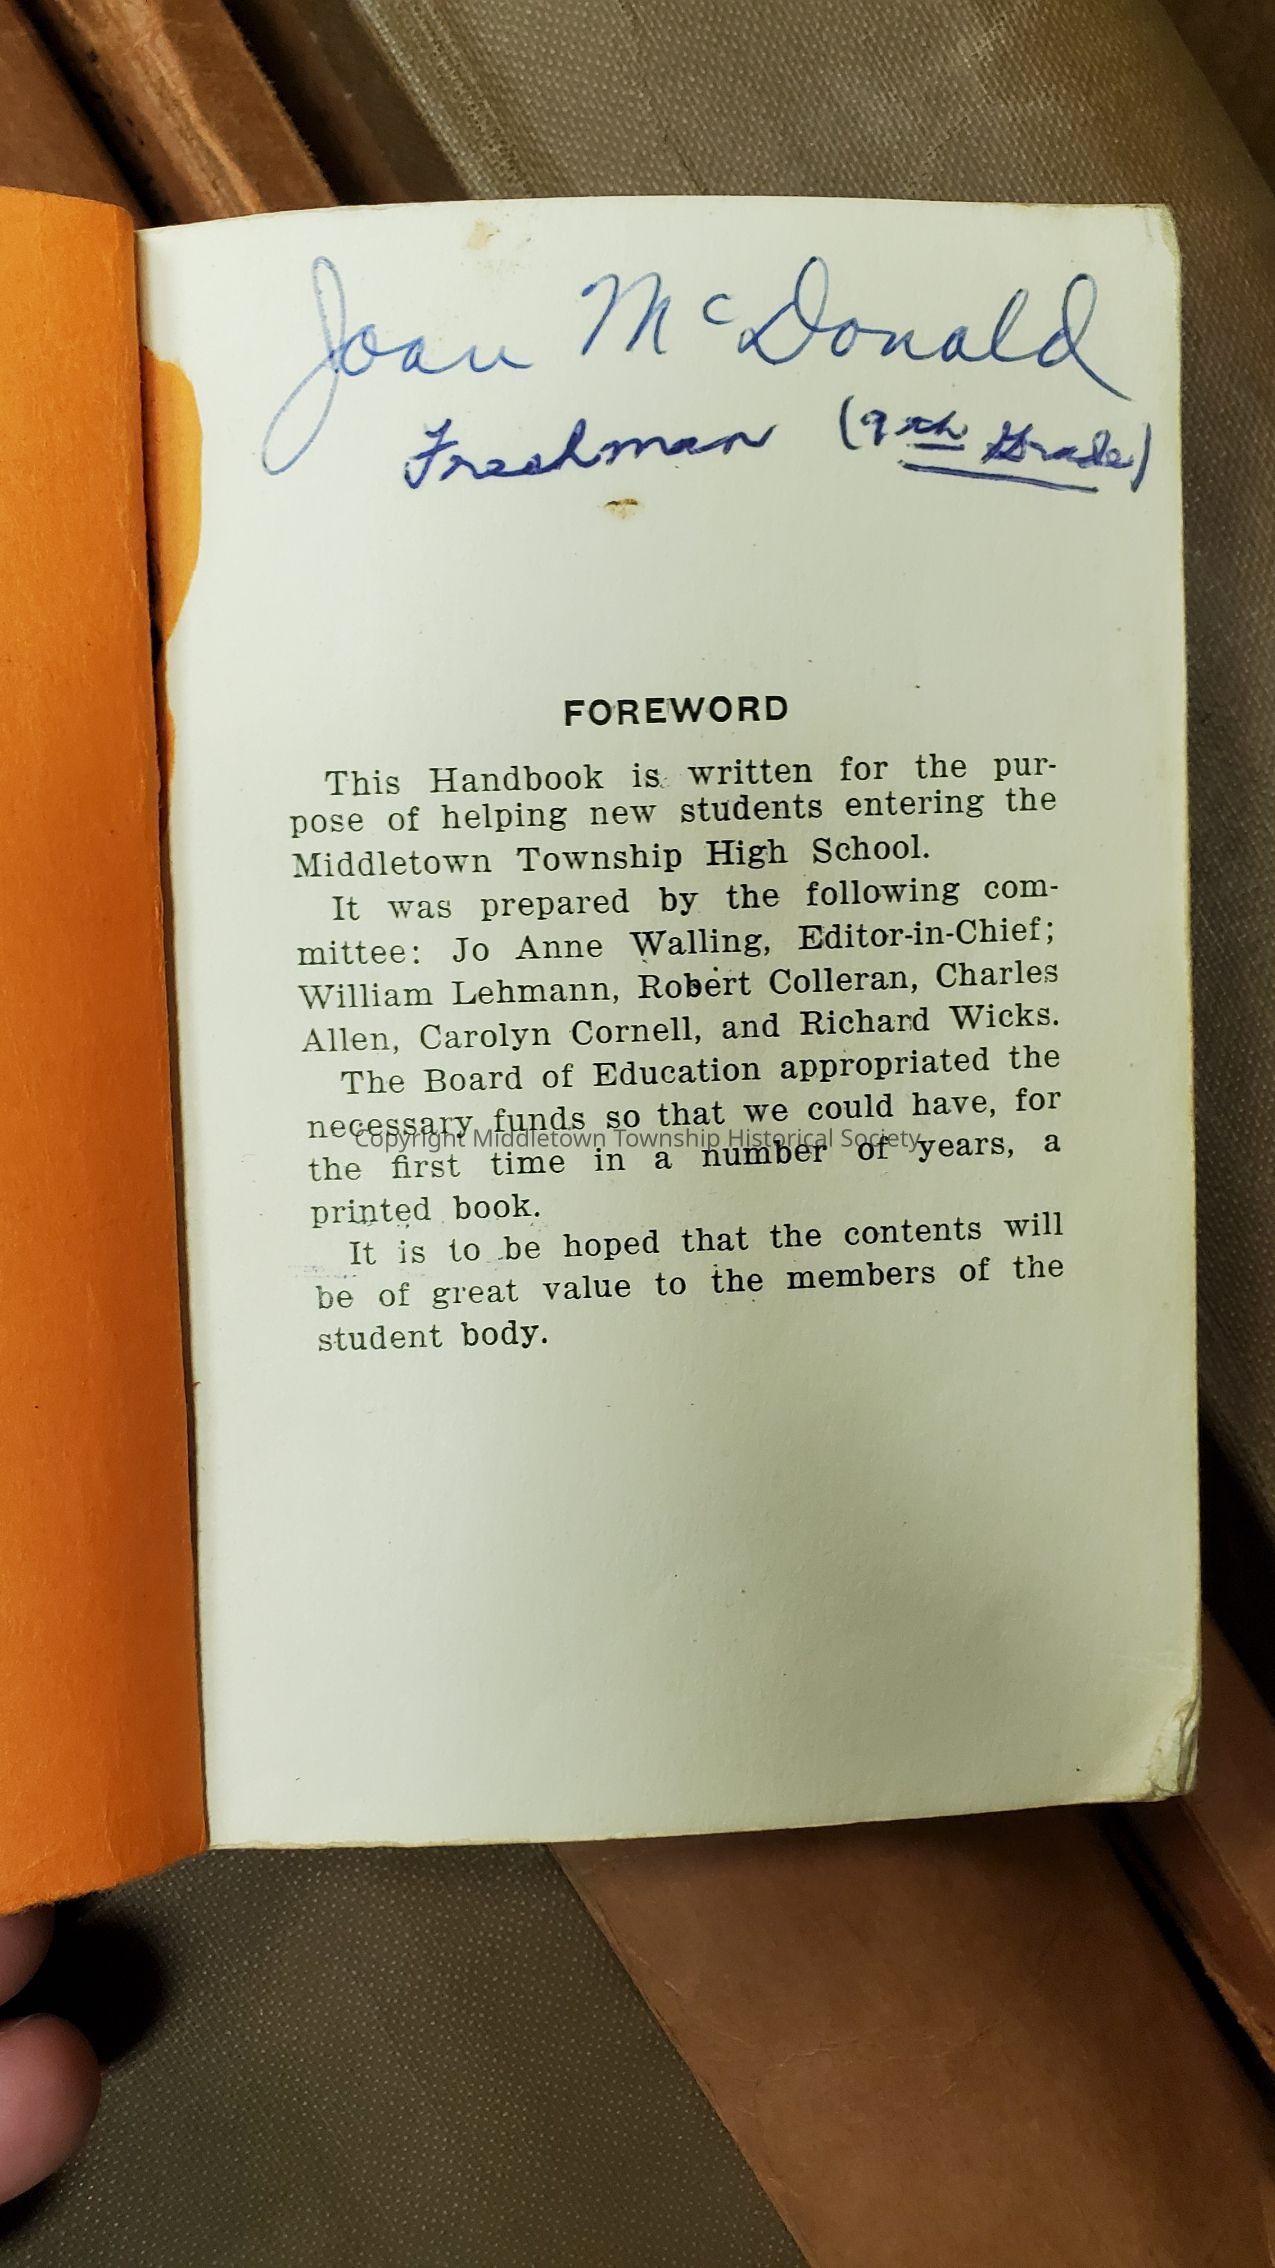 Joan McDonald
Freshman (9th Grade)
FOREWORD
This Handbook is written for the pur-
pose of helping new students entering the
Middletown Township High School.
It was prepared by the following com-
mittee: Jo Anne Walling, Editor-in-Chief;
William Lehmann, Robert Colleran, Charles
Allen, Carolyn Cornell, and Richard Wicks.
The Board of Education appropriated the
necessary funds so that we could have, for
Copyright Middletown Township Historical Society
the first time in a number of years, a
printed book.
It is to be hoped that the contents will
be of great value to the members of the
student body.